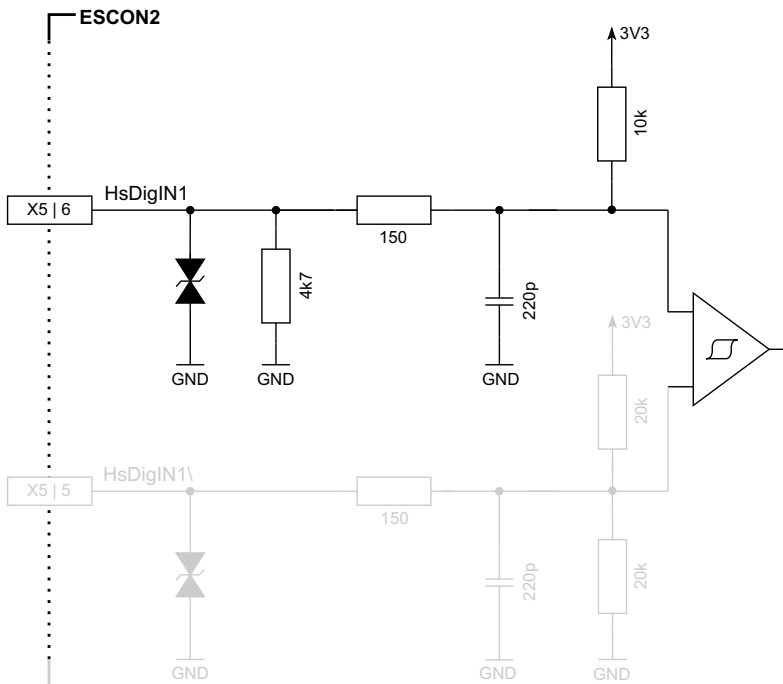 ESCON2
3V3
10k
HsDigIN1
X5 | 6
150
4k7
220p
GND
GND
GND
3V3
20k
HsDigIN1\
X5 | 5
150
220p
20k
GND
GND
GND